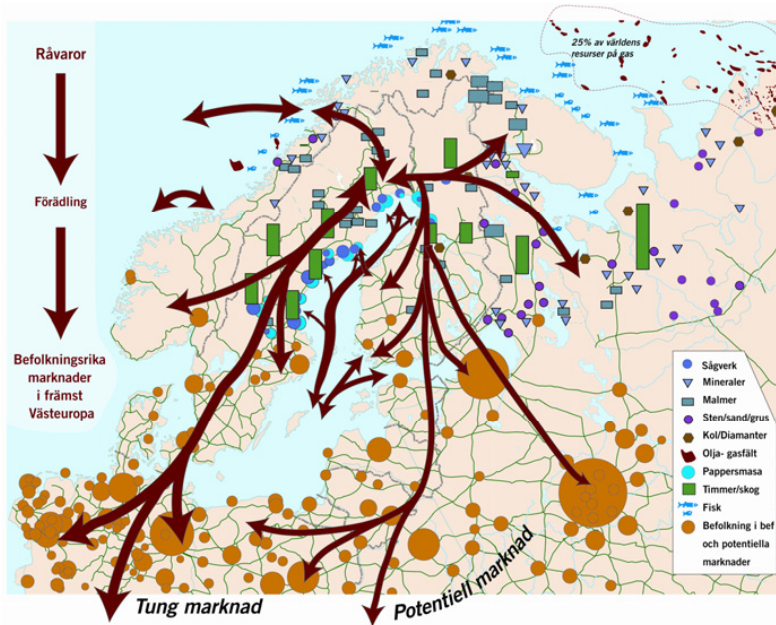 Råvaror
Förädling
Befolkningsrika
marknader
i främst
Västeuropa
25% av världens
resurser på gas
Sågverk
Mineraler
Malmer
Sten/sand/grus
Kol/Diamanter
Olja- gasfält
Pappersmasa
Timmer/skog
Fisk
Befolkning i bef
och potentiella
marknader
Tung marknad
Potentiell marknad